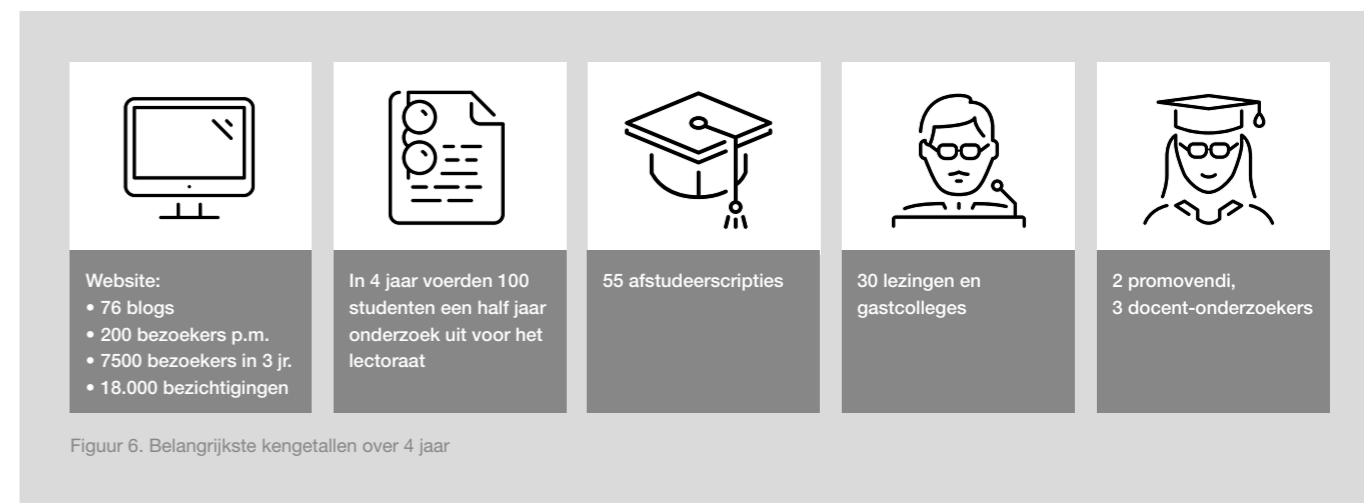 Website:
• 76 blogs
• 200 bezoekers p.m.
• 7500 bezoekers in 3 jr.
• 18.000 bezichtigingen
In 4 jaar voerden 100
studenten een half jaar
onderzoek uit voor het
lectoraat
55 afstudeerscripties
30 lezingen en
gastcolleges
2 promovendi,
3 docent-onderzoekers
Figuur 6. Belangrijkste kengetallen over 4 jaar